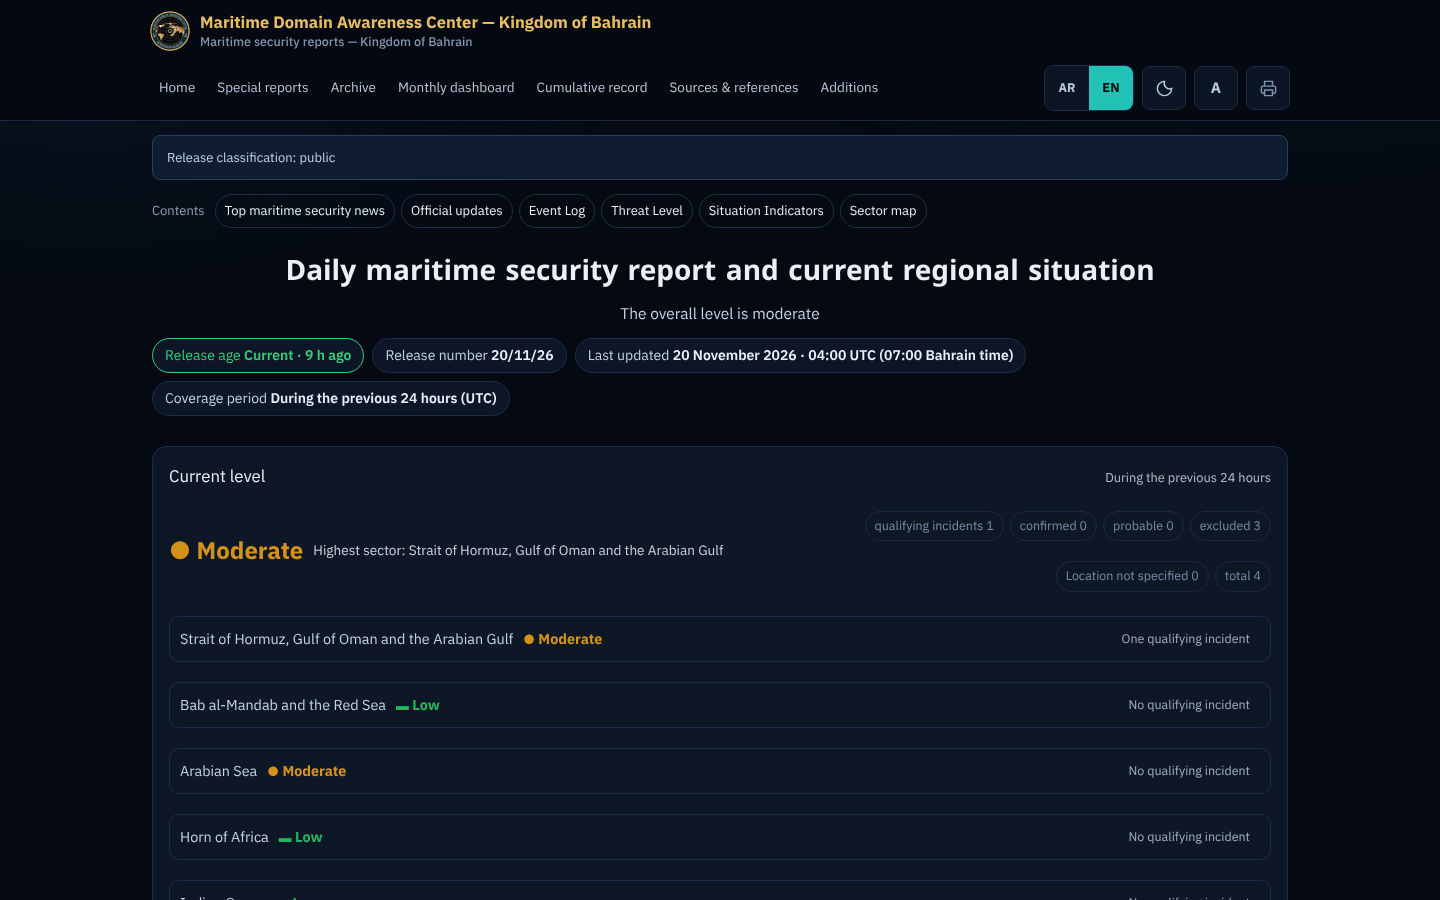 Maritime Domain Awareness Center — Kingdom of Bahrain
Maritime security reports — Kingdom of Bahrain
Home Special reports Archive Monthly dashboard Cumulative record Sources & references Additions AR EN A
Release classification: public
Contents Top maritime security news Official updates Event Log Threat Level Situation Indicators Sector map
Daily maritime security report and current regional situation
The overall level is moderate
Release age Current · 9 h ago Release number 20/11/26 Last updated 20 November 2026 · 04:00 UTC (07:00 Bahrain time)
Coverage period During the previous 24 hours (UTC)
Current level During the previous 24 hours
qualifying incidents 1 confirmed 0 probable 0 excluded 3
Moderate Highest sector: Strait of Hormuz, Gulf of Oman and the Arabian Gulf
Location not specified 0 total 4
Strait of Hormuz, Gulf of Oman and the Arabian Gulf Moderate One qualifying incident
Bab al-Mandab and the Red Sea Low No qualifying incident
Arabian Sea Moderate No qualifying incident
Horn of Africa Low No qualifying incident